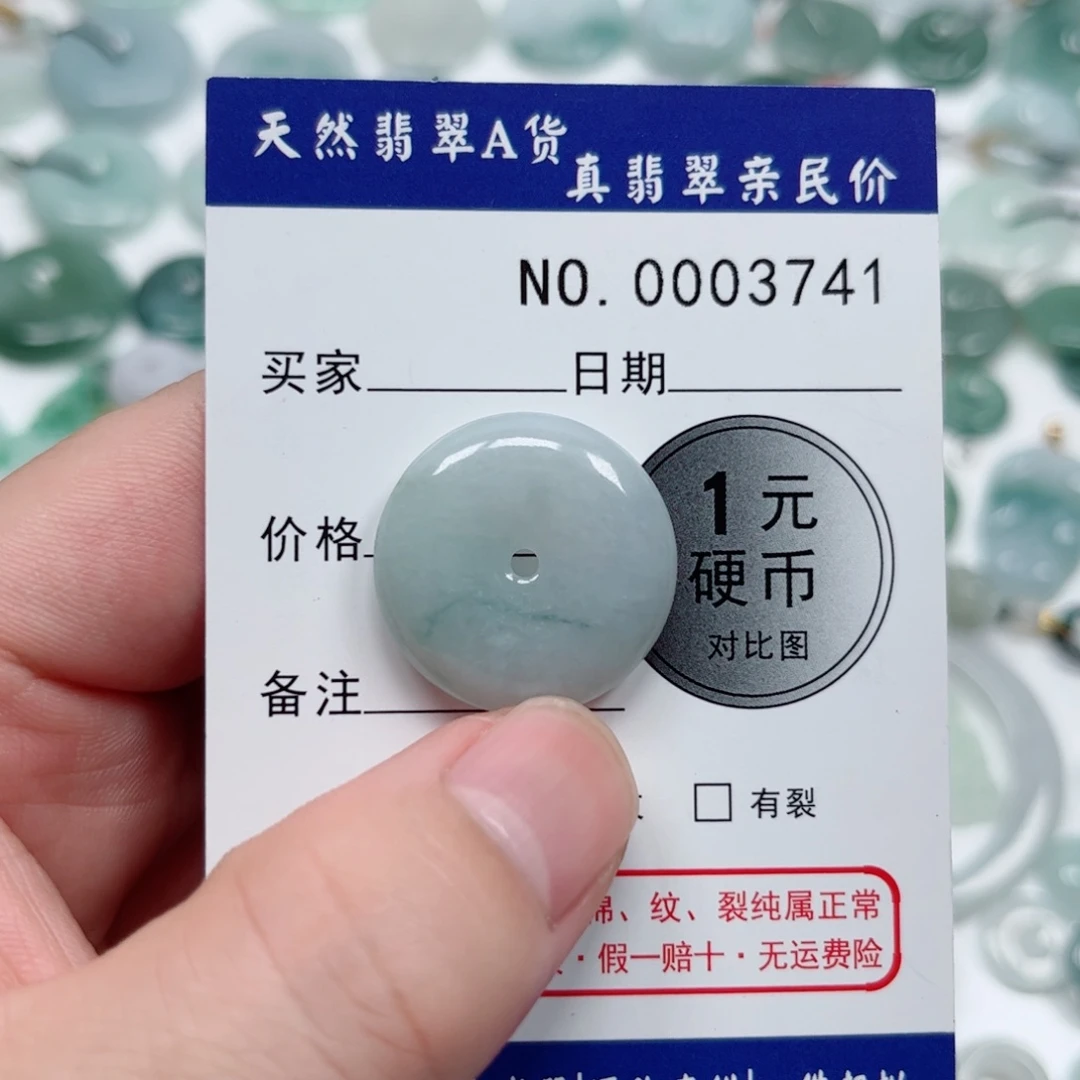 天然翡翠A货
真翡翠亲民价
NO. 0003741
买家 日期
价格
1元
硬币
对比图
备注
有裂
棉、纹、裂纯属正常
·假一赔十·无运费险